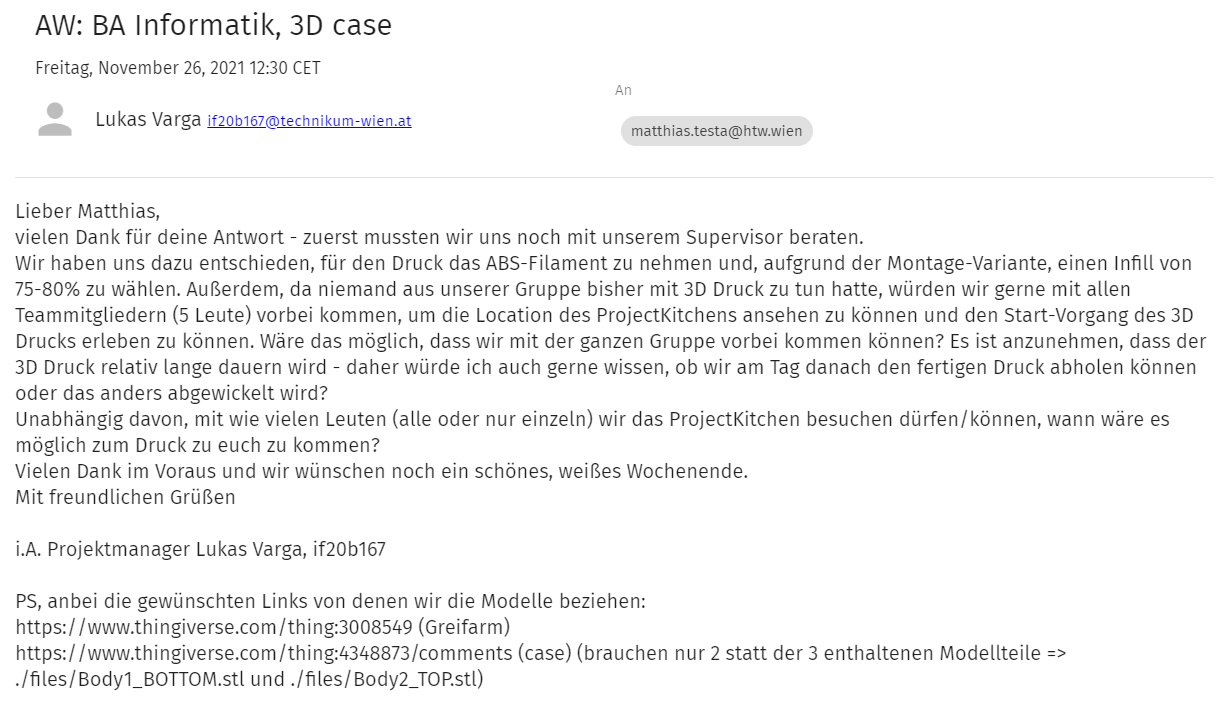 AW: BA Informatik, 3D case
Freitag, November 26, 2021 12:30 CET
An
Lukas Varga if20b167@technikum-wien.at
matthias.testa@htw.wien
Lieber Matthias,
vielen Dank für deine Antwort - zuerst mussten wir uns noch mit unserem Supervisor beraten.
Wir haben uns dazu entschieden, für den Druck das ABS-Filament zu nehmen und, aufgrund der Montage-Variante, einen Infill von
75-80% zu wählen. Außerdem, da niemand aus unserer Gruppe bisher mit 3D Druck zu tun hatte, würden wir gerne mit allen
Teammitgliedern (5 Leute) vorbei kommen, um die Location des ProjectKitchens ansehen zu können und den Start-Vorgang des 3D
Drucks erleben zu können. Wäre das möglich, dass wir mit der ganzen Gruppe vorbei kommen können? Es ist anzunehmen, dass der
3D Druck relativ lange dauern wird - daher würde ich auch gerne wissen, ob wir am Tag danach den fertigen Druck abholen können
oder das anders abgewickelt wird?
Unabhängig davon, mit wie vielen Leuten (alle oder nur einzeln) wir das ProjectKitchen besuchen dürfen/können, wann wäre es
möglich zum Druck zu euch zu kommen?
Vielen Dank im Voraus und wir wünschen noch ein schönes, weißes Wochenende.
Mit freundlichen Grüßen
i.A. Projektmanager Lukas Varga, if20b167
PS, anbei die gewünschten Links von denen wir die Modelle beziehen:
https://www.thingiverse.com/thing:3008549 (Greifarm)
https://www.thingiverse.com/thing:4348873/comments (case) (brauchen nur 2 statt der 3 enthaltenen Modellteile =>
./files/Body1_BOTTOM.stl und ./files/Body2_TOP.stl)